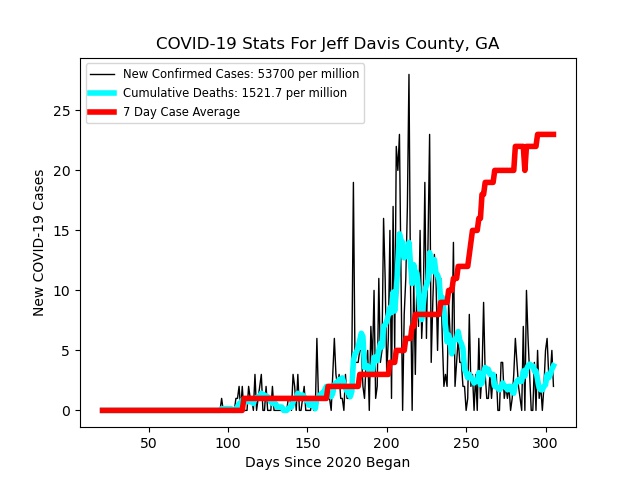 COVID-19 Stats For Jeff Davis County, GA
New Confirmed Cases: 53700 per million
Cumulative Deaths: 1521.7 per million
7 Day Case Average
25
20
15
10
5
0
New COVID-19 Cases
50 100 150 200 250 300
Days Since 2020 Began